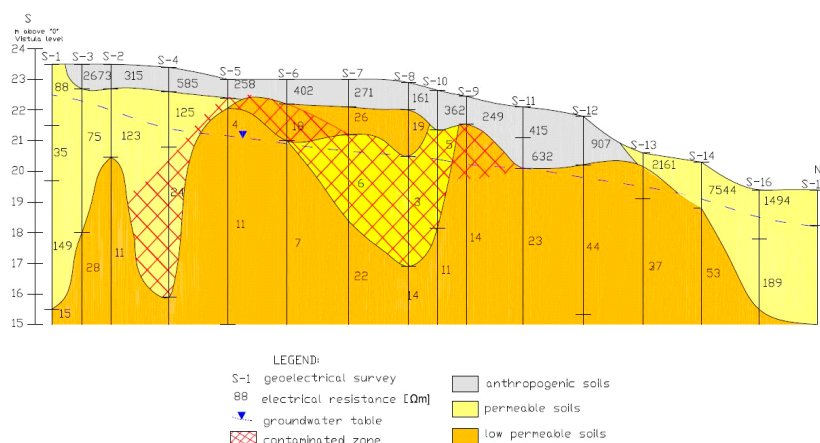 S
m above "0"
Vistula level
24
23
22
21
20
19
18
17
16
15
S-1 S-3 S-2 S-4 S-5 S-6 S-7 S-8 S-10 S-9 S-11 S-12 S-13 S-14 S-16 S-1
N
88 2673 315 585 258 402 271 161 362 249 415 907 2161 7544 1494
35 75 123 125 4 18 26 19 5 632
149 28 11 24 11 7 6 3 14 23 44 37 53 189
15 22 14 11
LEGEND:
S-1 geoelectrical survey
88 electrical resistance [Ωm]
groundwater table
contaminated zone
anthropogenic soils
permeable soils
low permeable soils